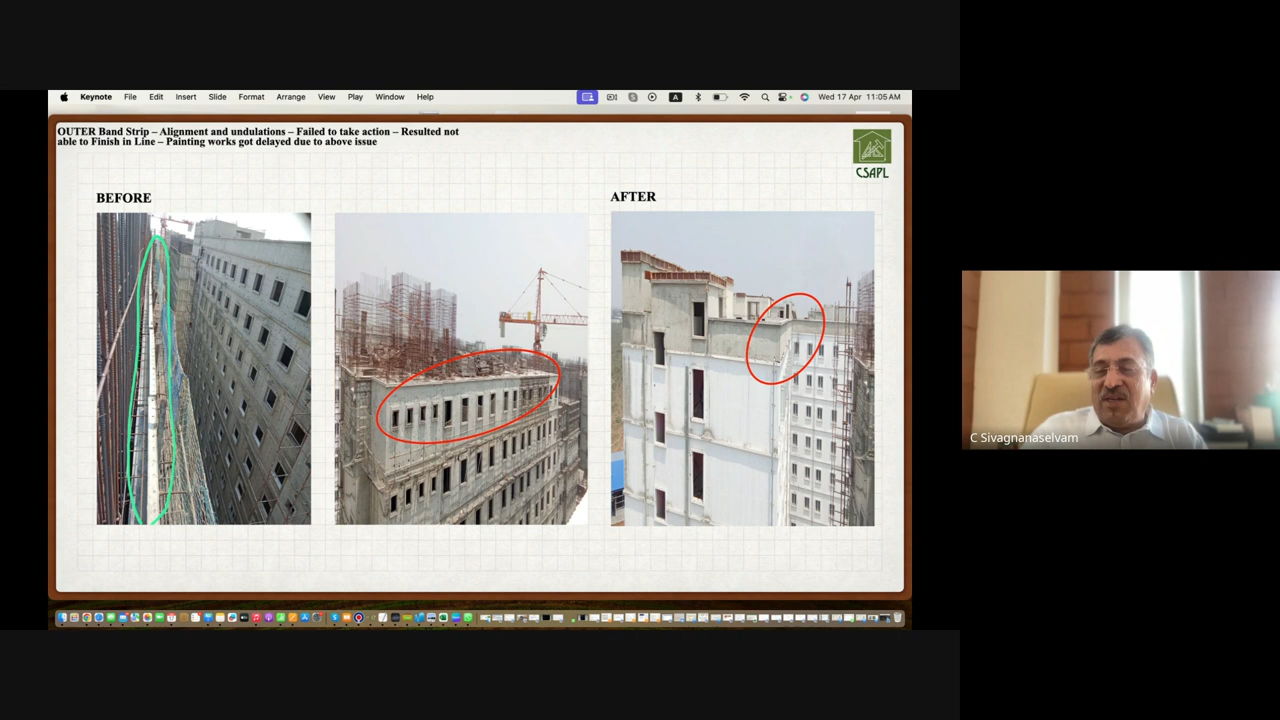 Keynote File Edit Insert Slide Format Arrange View Play Window Help A Wed 17 Apr 11:05 AM
OUTER Band Strip – Alignment and undulations – Failed to take action – Resulted not
able to Finish in Line – Painting works got delayed due to above issue
CSAPL
BEFORE
AFTER
C Sivagnanaselvam